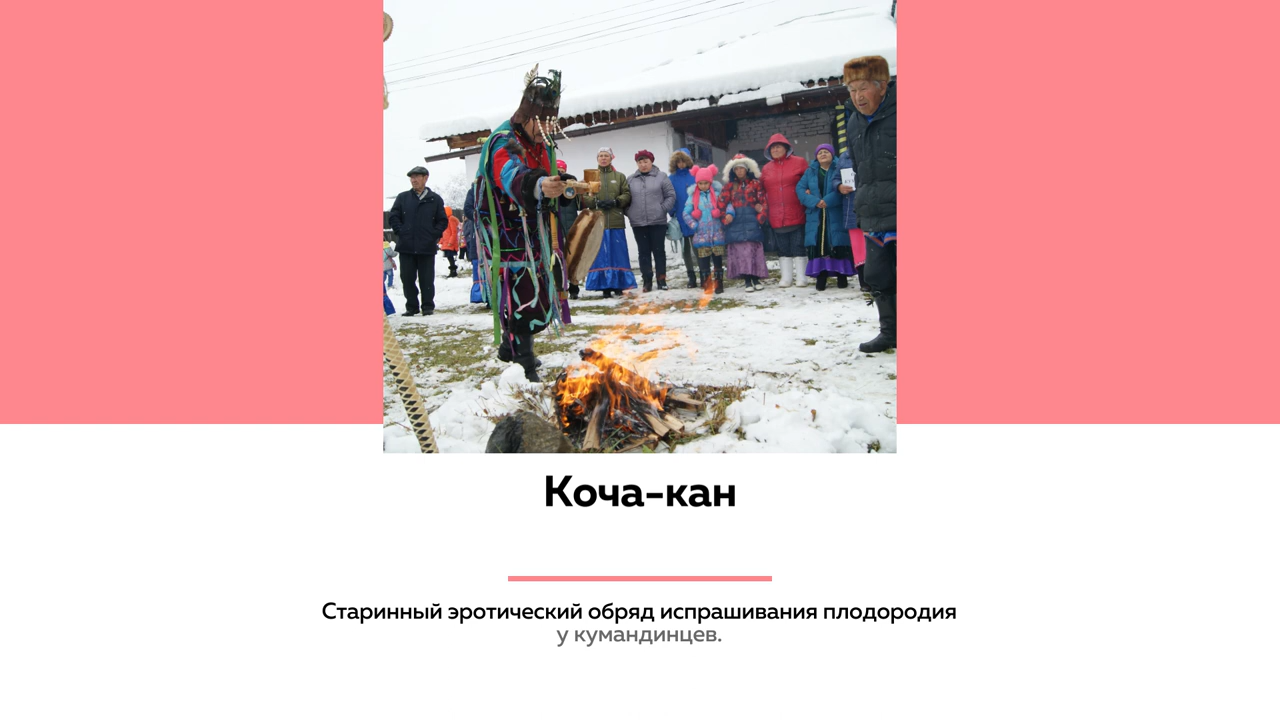 Коча-кан
Старинный эротический обряд испрашивания плодородия
у кумандинцев.